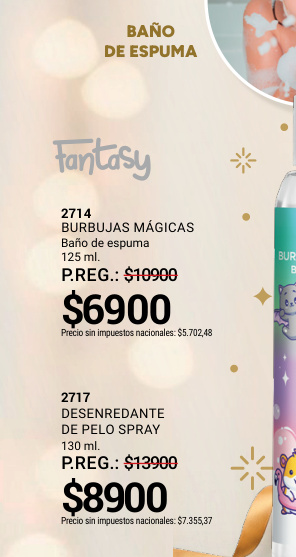 BAÑO
DE ESPUMA
Fantasy
2714
BURBUJAS MÁGICAS
Baño de espuma
125 ml.
P.REG.: $10900
$6900
Precio sin impuestos nacionales: $5.702,48
2717
DESENREDANTE
DE PELO SPRAY
130 ml.
P.REG.: $13900
$8900
Precio sin impuestos nacionales: $7.355,37